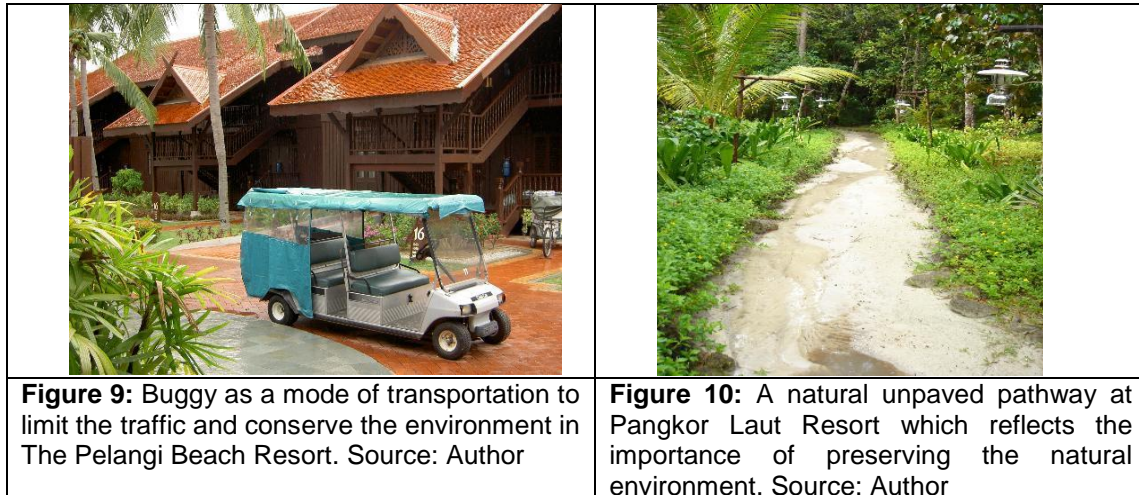 16
Figure 9: Buggy as a mode of transportation to
limit the traffic and conserve the environment in
The Pelangi Beach Resort. Source: Author
Figure 10: A natural unpaved pathway at
Pangkor Laut Resort which reflects the
importance of preserving the natural
environment. Source: Author